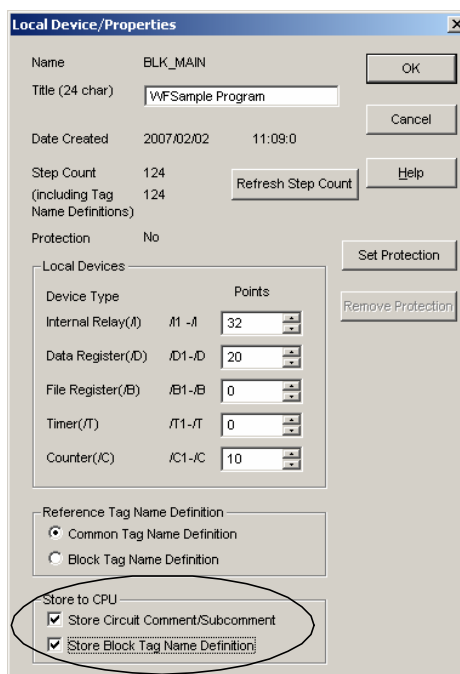 Local Device/Properties
Name BLK_MAIN
OK
Title (24 char) WFSample Program
Cancel
Date Created 2007/02/02 11:09:0
Step Count 124
Refresh Step Count
Help
(including Tag Name Definitions) 124
Protection No
Set Protection
Remove Protection
Local Devices
Device Type Points
Internal Relay(/I) /I1 -/I 32
Data Register(/D) /D1-/D 20
File Register(/B) /B1-/B 0
Timer(/T) /T1-/T 0
Counter(/C) /C1-/C 10
Reference Tag Name Definition
Common Tag Name Definition
Block Tag Name Definition
Store to CPU
Store Circuit Comment/Subcomment
Store Block Tag Name Definition